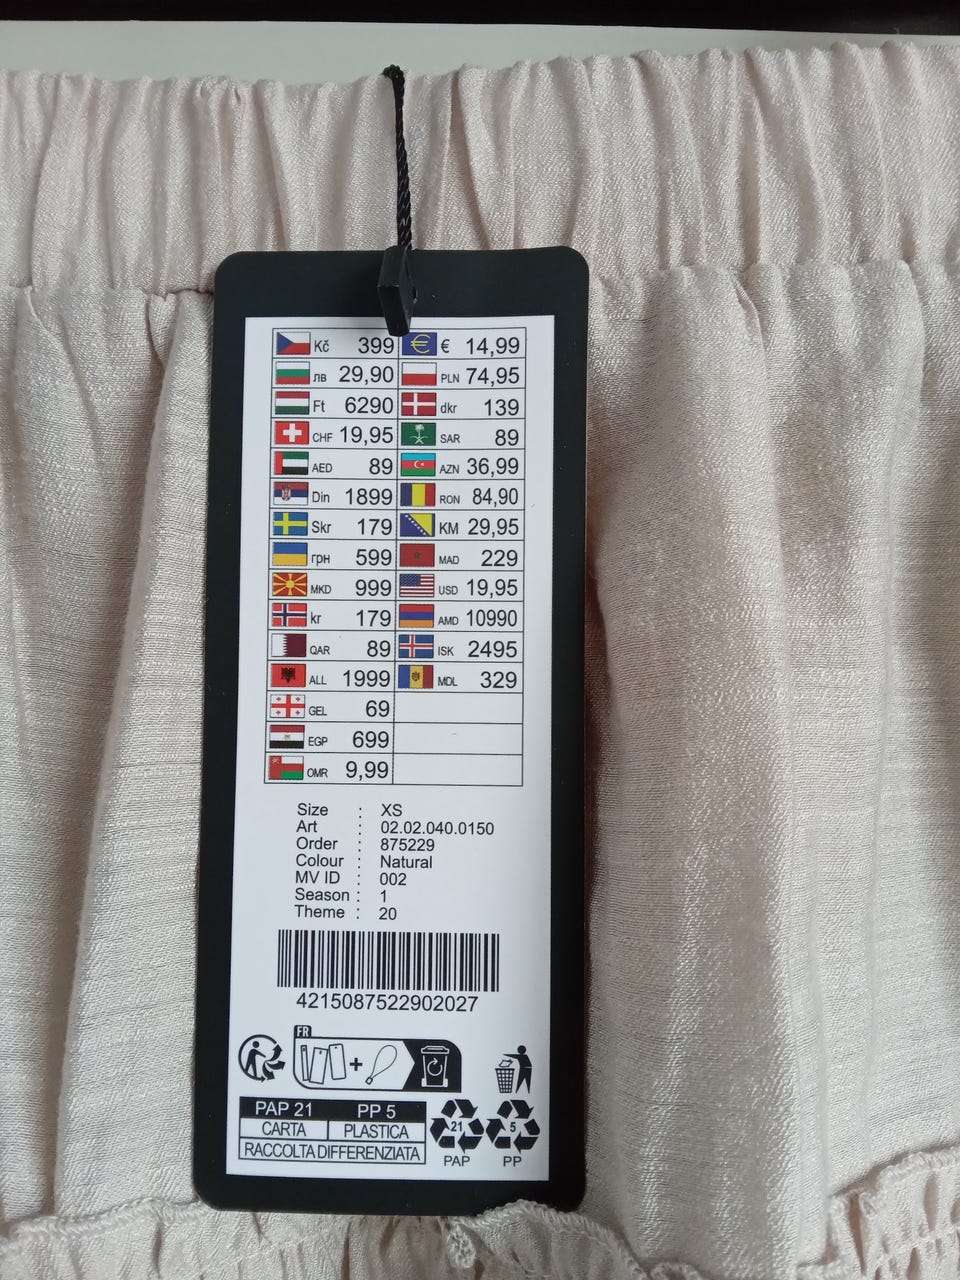 Kč 399 € € 14,99
лв 29,90 PLN 74,95
Ft 6290 dkr 139
CHF 19,95 SAR 89
AED 89 AZN 36,99
Din 1899 RON 84,90
Skr 179 KM 29,95
грн 599 MAD 229
MKD 999 USD 19,95
kr 179 AMD 10990
QAR 89 ISK 2495
ALL 1999 MDL 329
GEL 69
EGP 699
OMR 9,99
Size : XS
Art : 02.02.040.0150
Order : 875229
Colour : Natural
MV ID : 002
Season : 1
Theme : 20
4215087522902027
FR
+
PAP 21 PP 5
CARTA PLASTICA
RACCOLTA DIFFERENZIATA
21 5
PAP PP